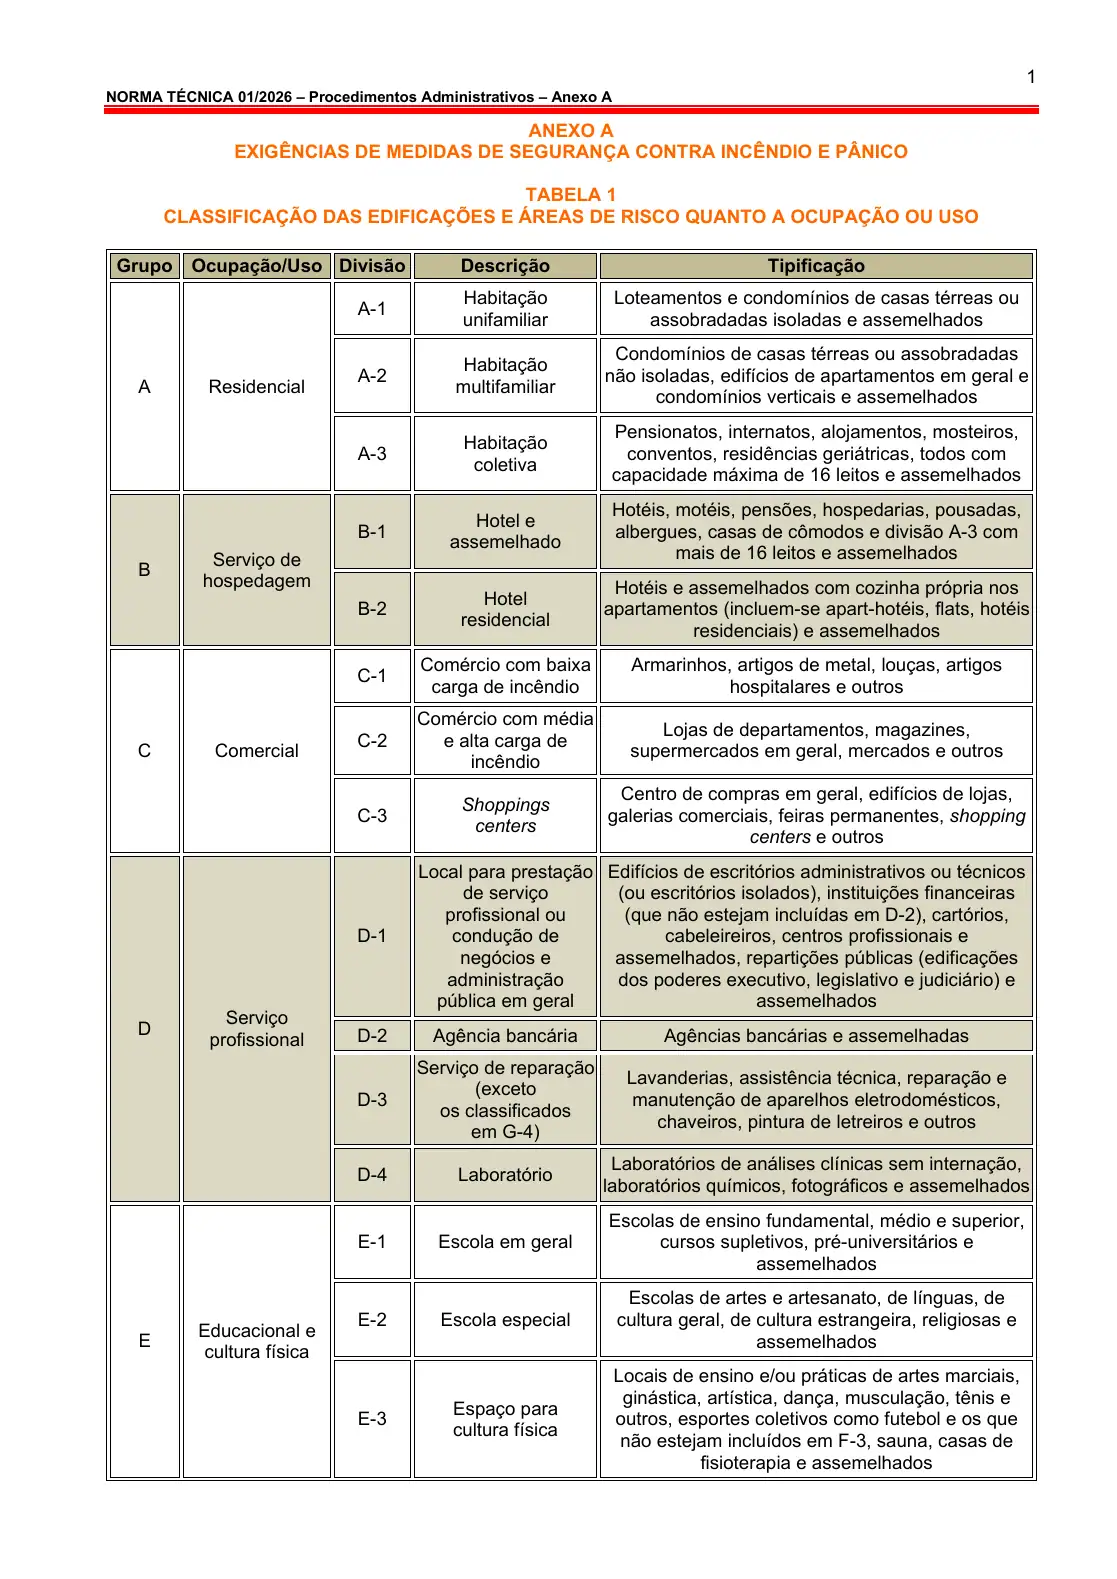 1
NORMA TÉCNICA 01/2026 – Procedimentos Administrativos – Anexo A
ANEXO A
EXIGÊNCIAS DE MEDIDAS DE SEGURANÇA CONTRA INCÊNDIO E PÂNICO
TABELA 1
CLASSIFICAÇÃO DAS EDIFICAÇÕES E ÁREAS DE RISCO QUANTO A OCUPAÇÃO OU USO
Grupo Ocupação/Uso Divisão Descrição Tipificação
A
Residencial
A-1
Habitação
unifamiliar
Loteamentos e condomínios de casas térreas ou
assobradadas isoladas e assemelhados
A-2
Habitação
multifamiliar
Condomínios de casas térreas ou assobradadas
não isoladas, edifícios de apartamentos em geral e
condomínios verticais e assemelhados
A-3
Habitação
coletiva
Pensionatos, internatos, alojamentos, mosteiros,
conventos, residências geriátricas, todos com
capacidade máxima de 16 leitos e assemelhados
B
Serviço de
hospedagem
B-1
Hotel e
assemelhado
Hotéis, motéis, pensões, hospedarias, pousadas,
albergues, casas de cômodos e divisão A-3 com
mais de 16 leitos e assemelhados
B-2
Hotel
residencial
Hotéis e assemelhados com cozinha própria nos
apartamentos (incluem-se apart-hotéis, flats, hotéis
residenciais) e assemelhados
C
Comercial
C-1
Comércio com baixa
carga de incêndio
Armarinhos, artigos de metal, louças, artigos
hospitalares e outros
C-2
Comércio com média
e alta carga de
incêndio
Lojas de departamentos, magazines,
supermercados em geral, mercados e outros
C-3
Shoppings
centers
Centro de compras em geral, edifícios de lojas,
galerias comerciais, feiras permanentes, shopping
centers e outros
D
Serviço
profissional
D-1
Local para prestação
de serviço
profissional ou
condução de
negócios e
administração
pública em geral
Edifícios de escritórios administrativos ou técnicos
(ou escritórios isolados), instituições financeiras
(que não estejam incluídas em D-2), cartórios,
cabeleireiros, centros profissionais e
assemelhados, repartições públicas (edificações
dos poderes executivo, legislativo e judiciário) e
assemelhados
D-2
Agência bancária
Agências bancárias e assemelhadas
D-3
Serviço de reparação
(exceto
os classificados
em G-4)
Lavanderias, assistência técnica, reparação e
manutenção de aparelhos eletrodomésticos,
chaveiros, pintura de letreiros e outros
D-4
Laboratório
Laboratórios de análises clínicas sem internação,
laboratórios químicos, fotográficos e assemelhados
E
Educacional e
cultura física
E-1
Escola em geral
Escolas de ensino fundamental, médio e superior,
cursos supletivos, pré-universitários e
assemelhados
E-2
Escola especial
Escolas de artes e artesanato, de línguas, de
cultura geral, de cultura estrangeira, religiosas e
assemelhados
E-3
Espaço para
cultura física
Locais de ensino e/ou práticas de artes marciais,
ginástica, artística, dança, musculação, tênis e
outros, esportes coletivos como futebol e os que
não estejam incluídos em F-3, sauna, casas de
fisioterapia e assemelhados